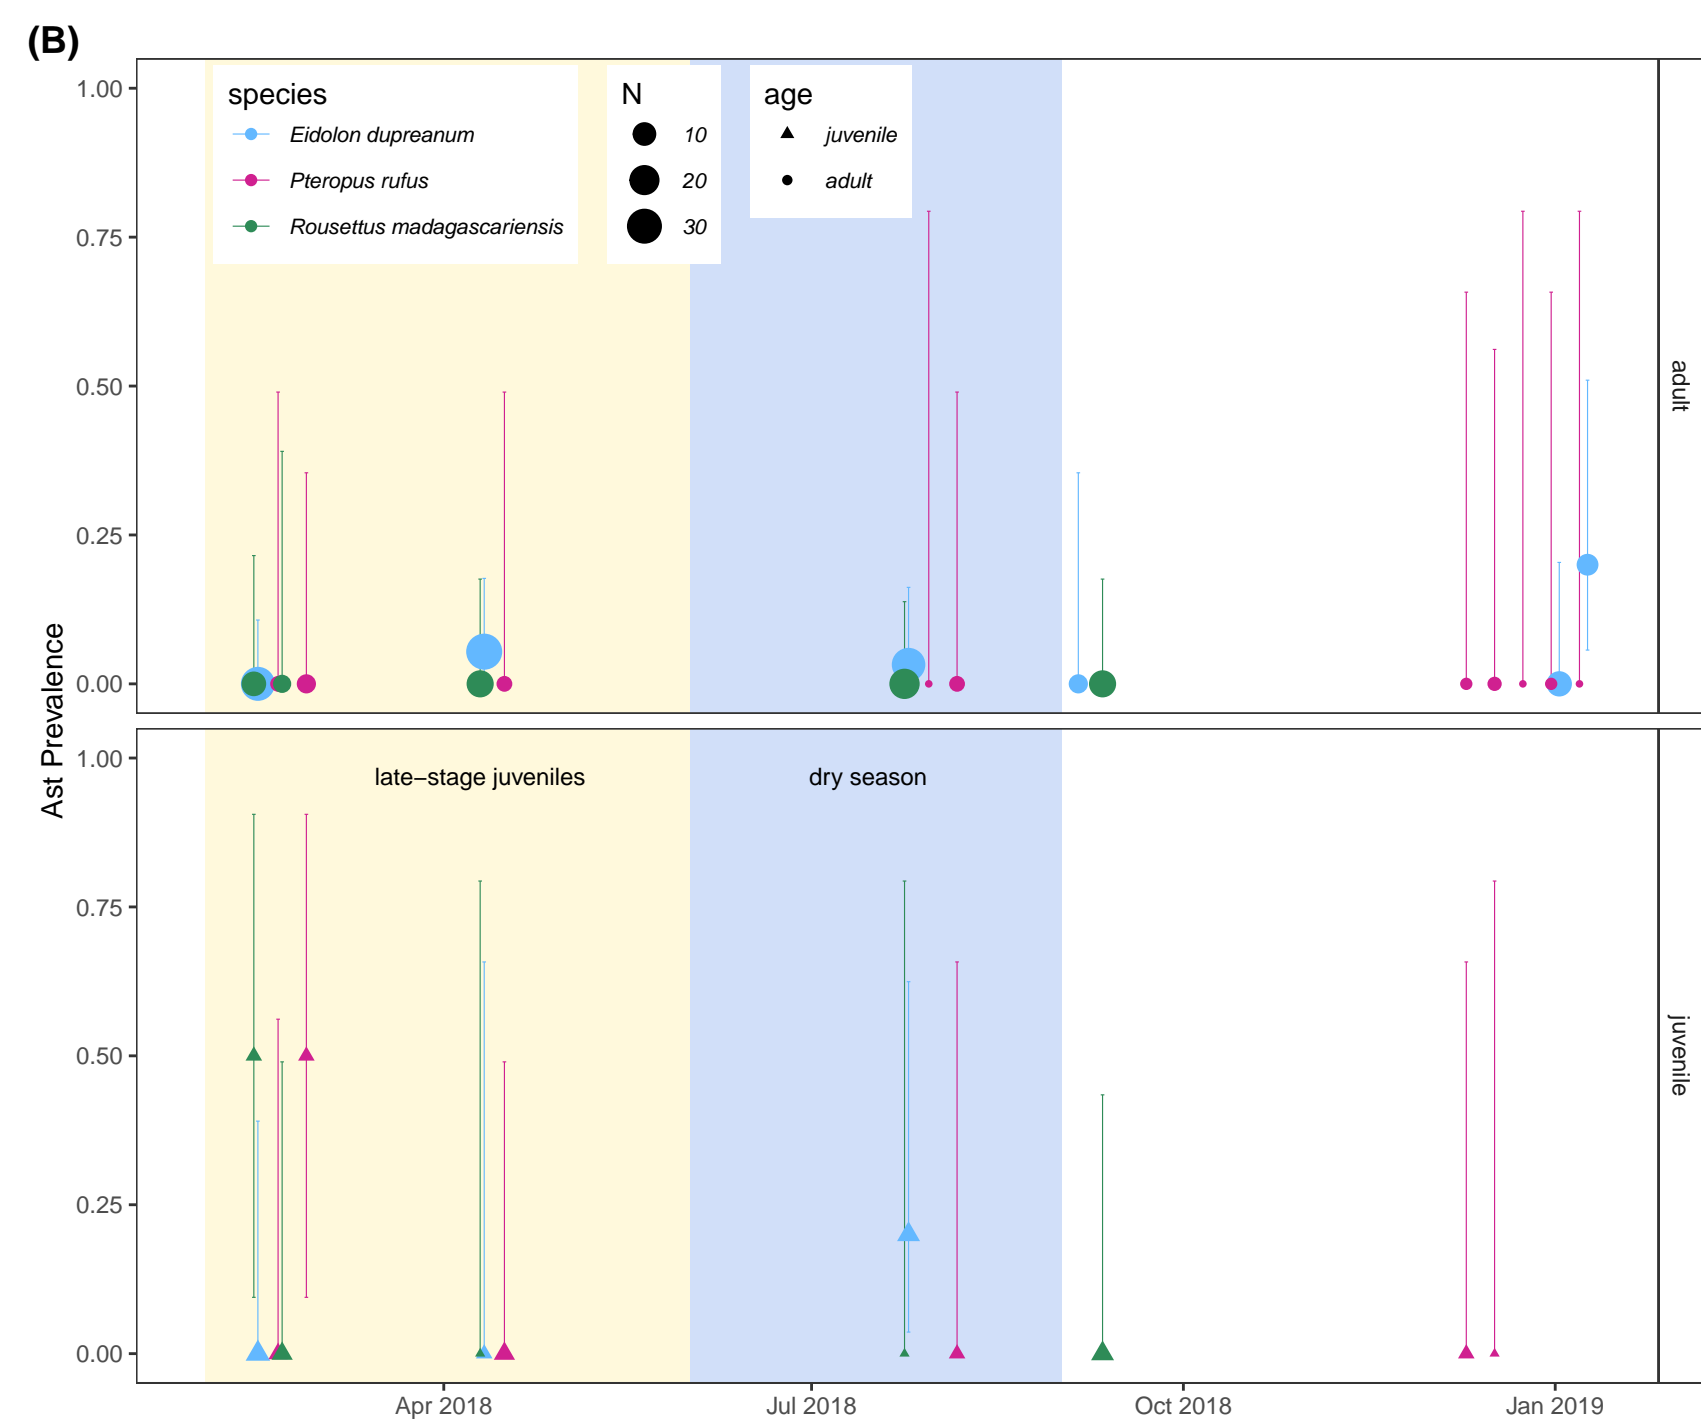 (B)
1.00
0.75
0.50
0.25
0.00
species
Eidolon dupreanum
Pteropus rufus
Rousettus madagascariensis
N
10
20
30
age
juvenile
adult
adult
Ast Prevalence
1.00
0.75
0.50
0.25
0.00
late−stage juveniles
dry season
juvenile
Apr 2018
Jul 2018
Oct 2018
Jan 2019